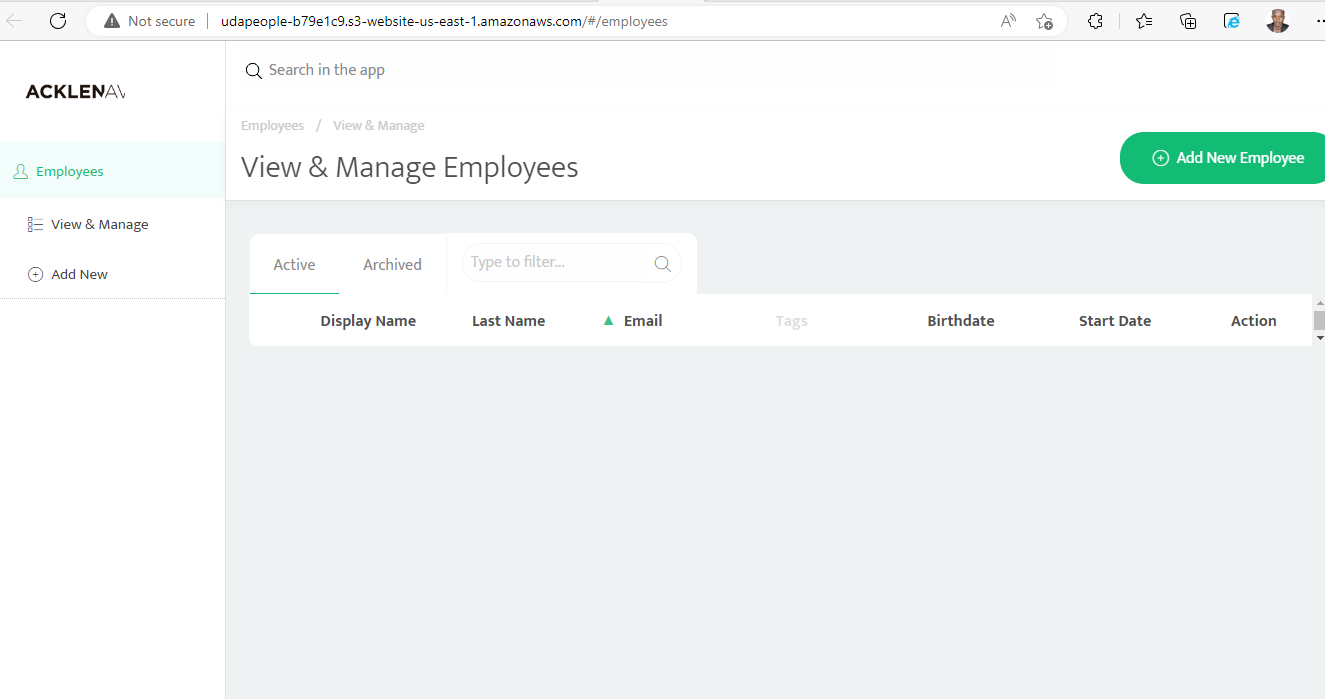 Not secure udapeople-b79e1c9.s3-website-us-east-1.amazonaws.com/#/employees
ACKLENAV
Search in the app
Employees / View & Manage
View & Manage Employees
Add New Employee
Employees
View & Manage
Add New
Active Archived Type to filter...
Display Name Last Name Email Tags Birthdate Start Date Action